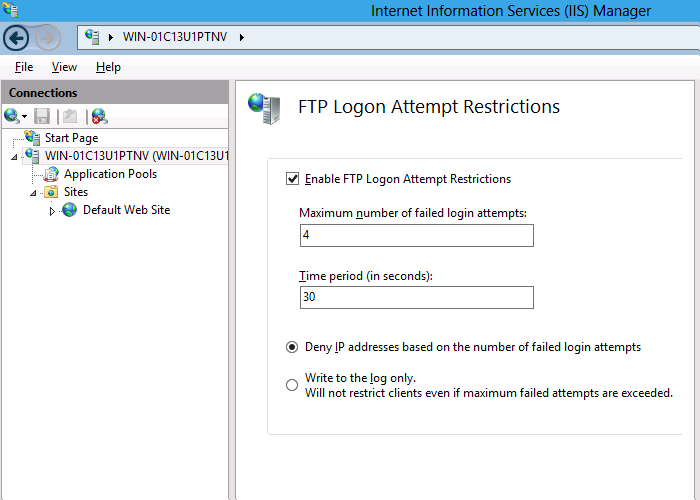 Internet Information Services (IIS) Manager
WIN-01C13U1PTNV
File View Help
Connections
Start Page
WIN-01C13U1PTNV (WIN-01C13U1
Application Pools
Sites
Default Web Site
FTP Logon Attempt Restrictions
Enable FTP Logon Attempt Restrictions
Maximum number of failed login attempts:
4
Time period (in seconds):
30
Deny IP addresses based on the number of failed login attempts
Write to the log only.
Will not restrict clients even if maximum failed attempts are exceeded.